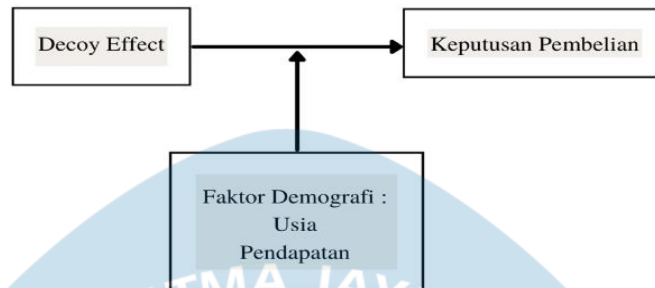 Decoy Effect
Keputusan Pembelian
Faktor Demografi :
Usia
Pendapatan